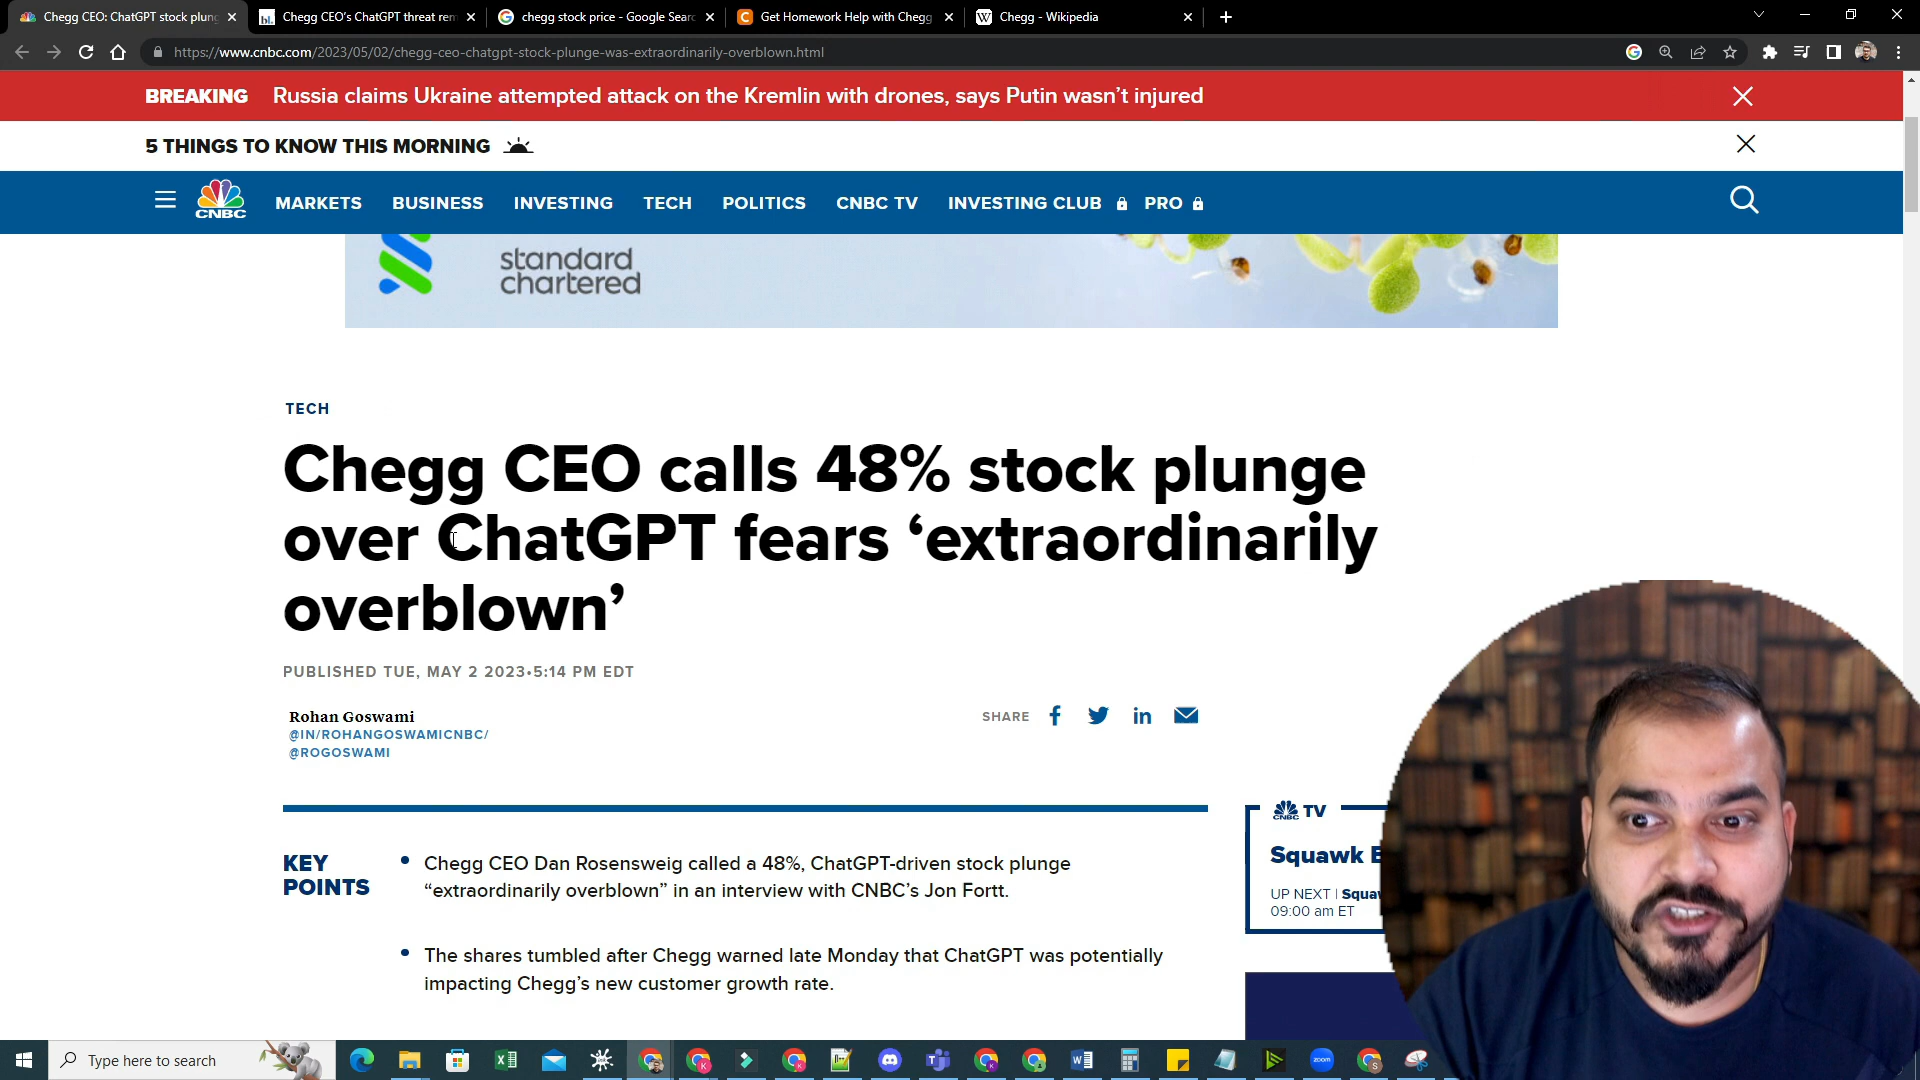 Chegg CEO: ChatGPT stock plung
Chegg CEO's ChatGPT threat rem
chegg stock price - Google Searc
Get Homework Help with Chegg
Chegg - Wikipedia
https://www.cnbc.com/2023/05/02/chegg-ceo-chatgpt-stock-plunge-was-extraordinarily-overblown.html
BREAKING Russia claims Ukraine attempted attack on the Kremlin with drones, says Putin wasn't injured
5 THINGS TO KNOW THIS MORNING
CNBC MARKETS BUSINESS INVESTING TECH POLITICS CNBC TV INVESTING CLUB PRO
standard
chartered
TECH
Chegg CEO calls 48% stock plunge
over ChatGPT fears ‘extraordinarily
overblown’
PUBLISHED TUE, MAY 2 2023•5:14 PM EDT
Rohan Goswami
@IN/ROHANGOSWAMICNBC/
@ROGOSWAMI
SHARE
KEY
POINTS
Chegg CEO Dan Rosensweig called a 48%, ChatGPT-driven stock plunge
“extraordinarily overblown” in an interview with CNBC’s Jon Fortt.
The shares tumbled after Chegg warned late Monday that ChatGPT was potentially
impacting Chegg’s new customer growth rate.
CNBC TV
Squawk
UP NEXT | Squaw
09:00 am ET
Type here to search
zoom